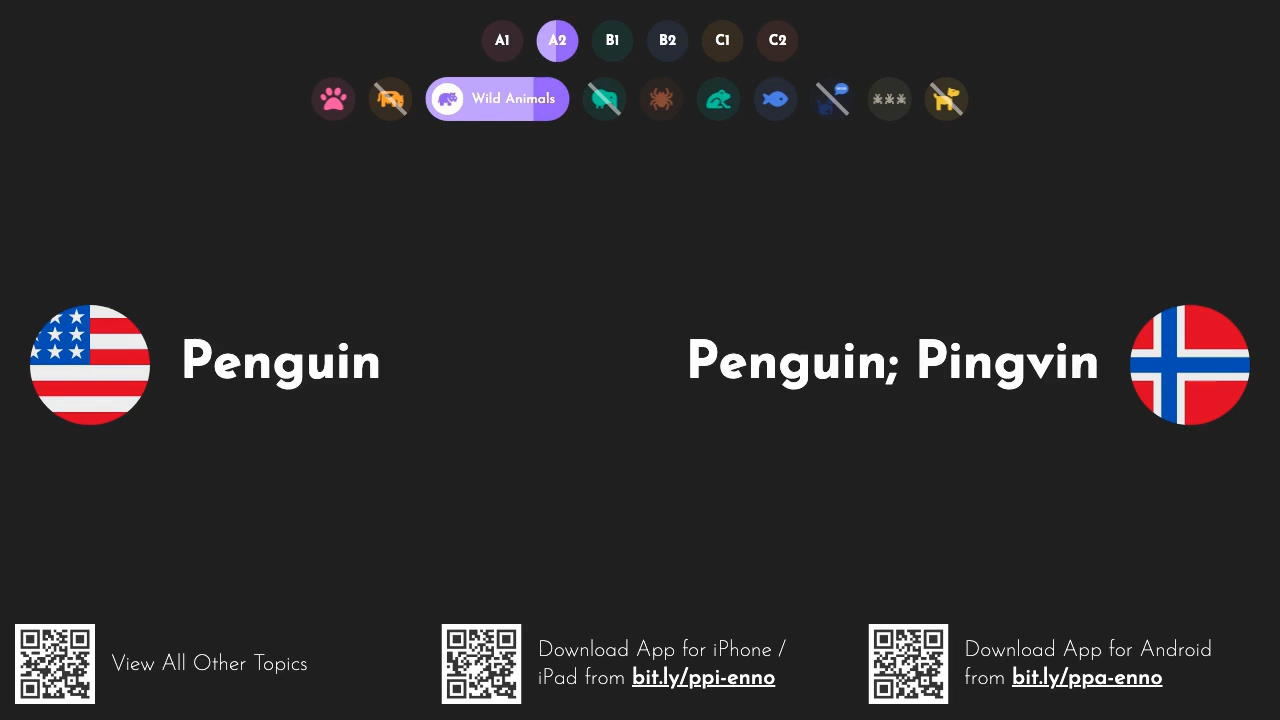 A1 A2 B1 B2 C1 C2
Wild Animals
Penguin
Penguin; Pingvin
View All Other Topics
Download App for iPhone /
iPad from bit.ly/ppi-enno
Download App for Android
from bit.ly/ppa-enno